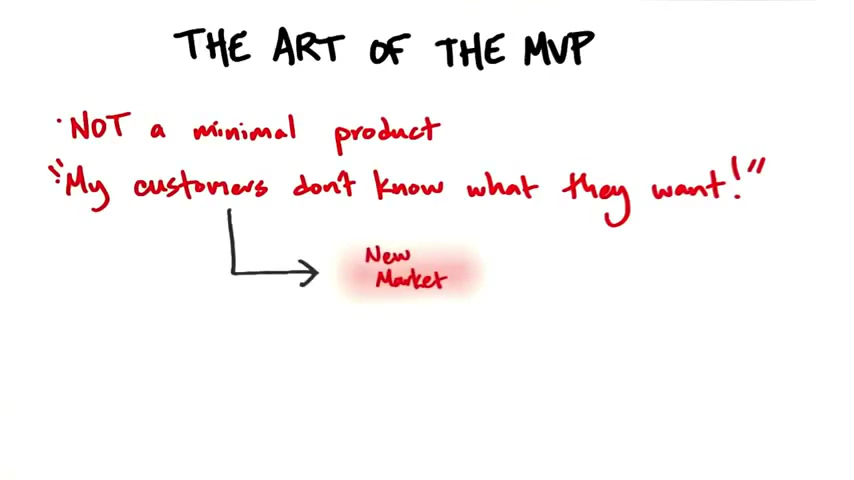 THE ART OF THE MVP
· NOT a minimal product
· "My customers don't know what they want!"
New
Market